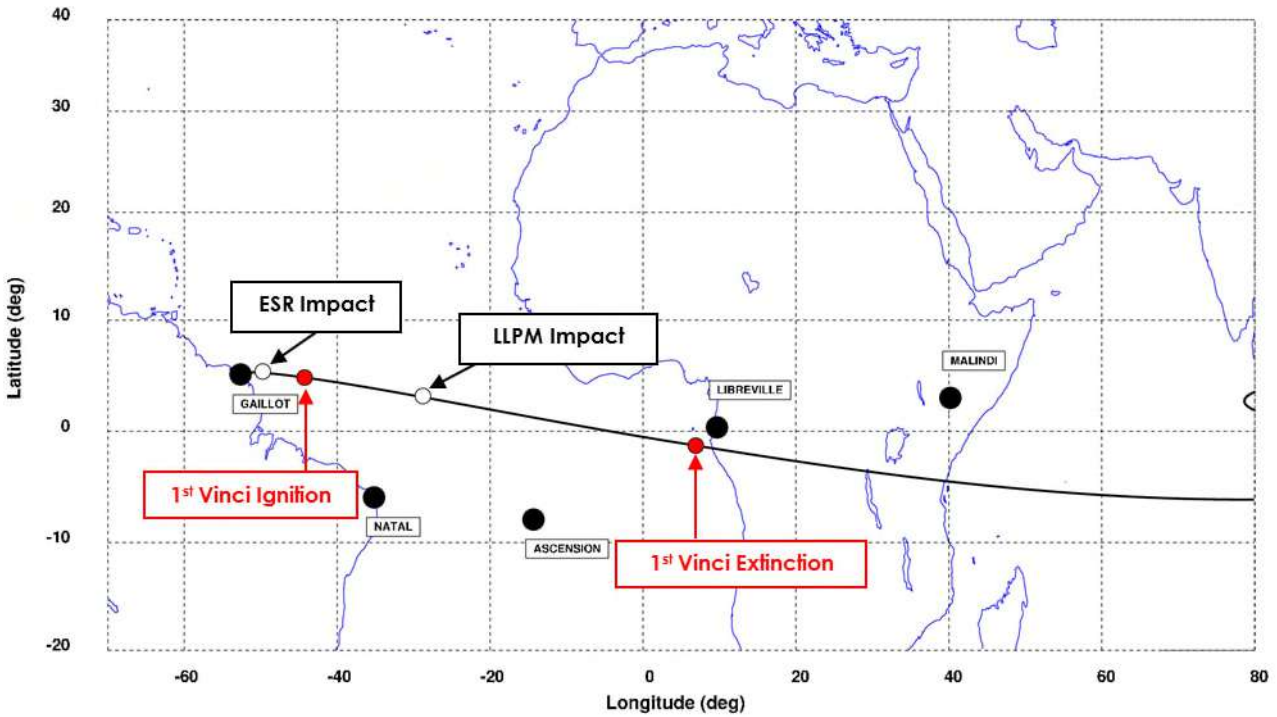 40
30
20
10
0
-10
-20
Latitude (deg)
ESR Impact
LLPM Impact
GAILLOT
LIBREVILLE
MALINDI
1st Vinci Ignition
NATAL
ASCENSION
1st Vinci Extinction
-60 -40 -20 0 20 40 60 80
Longitude (deg)